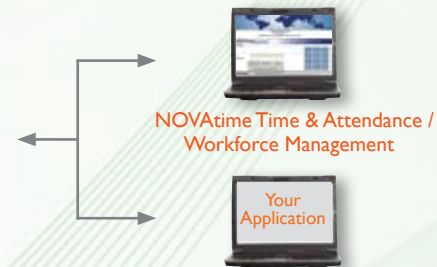 NOVAtime Time & Attendance /
Workforce Management
Your
Application